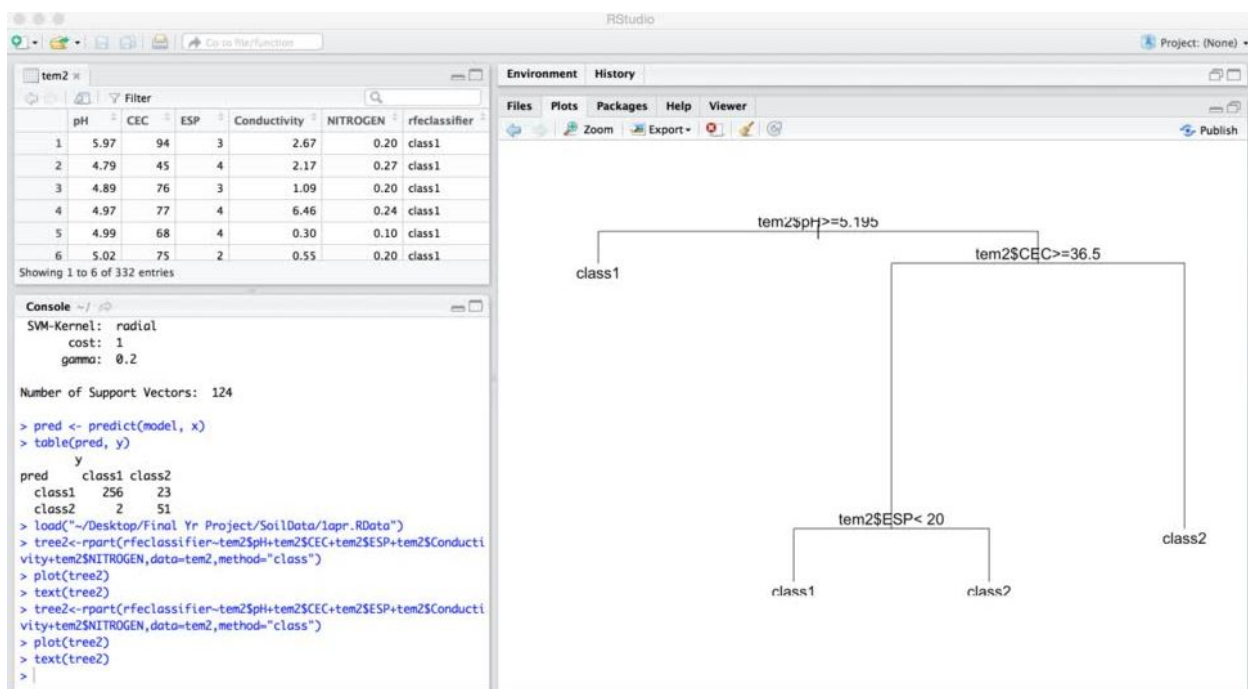 RStudio
Go to file/function
Project: (None)
tem2
Filter
pH CEC ESP Conductivity NITROGEN rfeclassifier
1 5.97 94 3 2.67 0.20 class1
2 4.79 45 4 2.17 0.27 class1
3 4.89 76 3 1.09 0.20 class1
4 4.97 77 4 6.46 0.24 class1
5 4.99 68 4 0.30 0.10 class1
6 5.02 75 2 0.55 0.20 class1
Showing 1 to 6 of 332 entries
Console ~/
SVM-Kernel: radial
cost: 1
gamma: 0.2
Number of Support Vectors: 124
> pred <- predict(model, x)
> table(pred, y)
y
pred class1 class2
class1 256 23
class2 2 51
> load("~/Desktop/Final Yr Project/SoilData/1apr.RData")
> tree2<-rpart(rfeclassifier~tem2$pH+tem2$CEC+tem2$ESP+tem2$Conducti
vity+tem2$NITROGEN,data=tem2,method="class")
> plot(tree2)
> text(tree2)
> tree2<-rpart(rfeclassifier~tem2$pH+tem2$CEC+tem2$ESP+tem2$Conducti
vity+tem2$NITROGEN,data=tem2,method="class")
> plot(tree2)
> text(tree2)
>
Environment History
Files Plots Packages Help Viewer
Zoom Export Publish
tem2$pH>=5.195
class1
tem2$CEC>=36.5
tem2$ESP< 20
class2
class1 class2